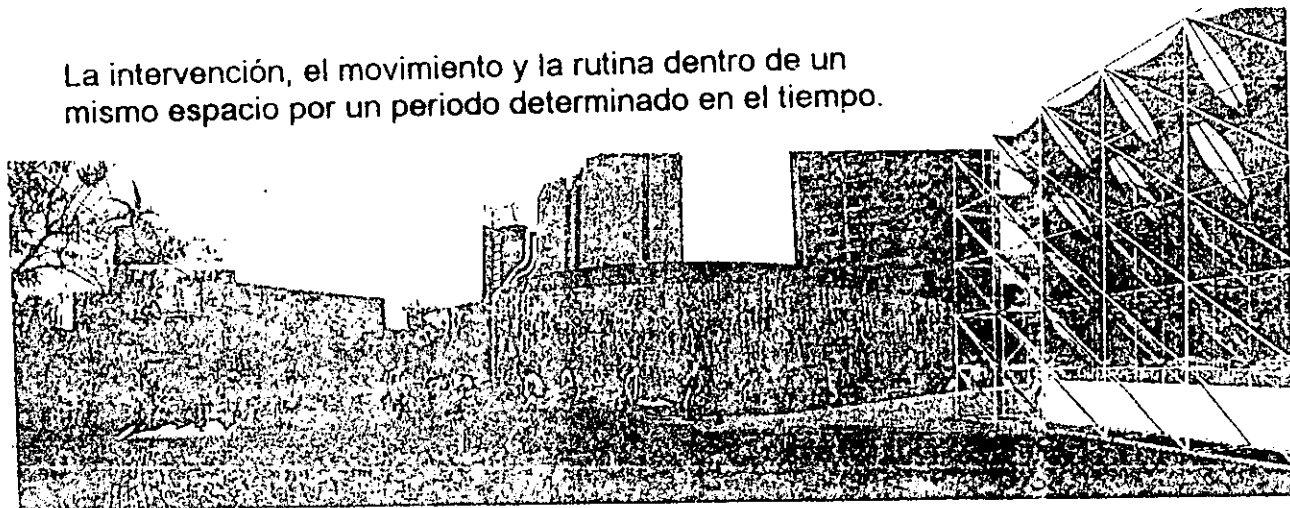 La intervención, el movimiento y la rutina dentro de un
mismo espacio por un periodo determinado en el tiempo.